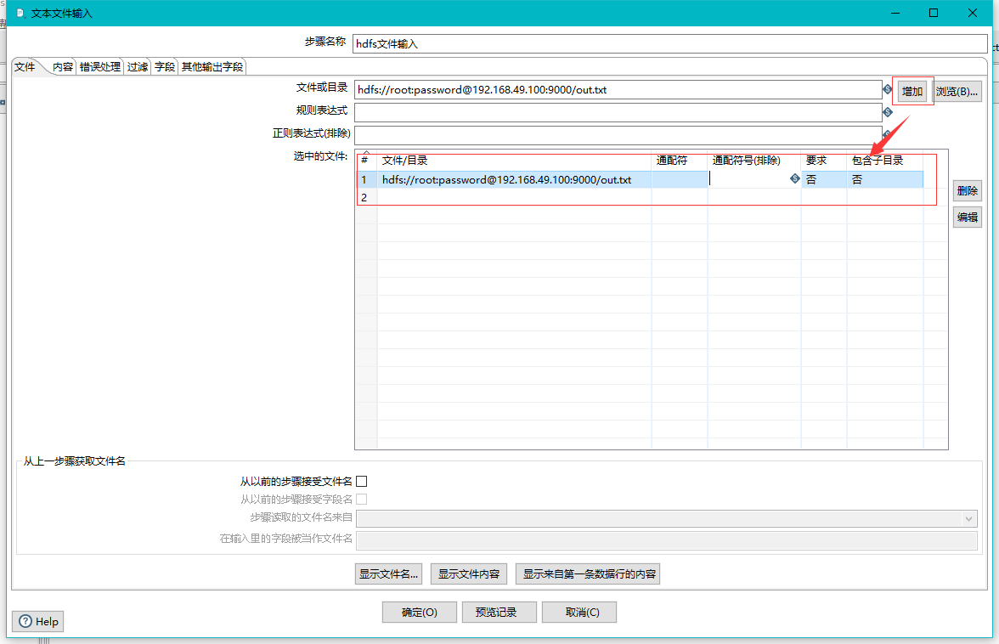 文本文件输入
步骤名称 hdfs文件输入
文件 内容 错误处理 过滤 字段 其他输出字段
文件或目录 hdfs://root:password@192.168.49.100:9000/out.txt 增加 浏览(B)...
规则表达式
正则表达式(排除)
选中的文件: # 文件/目录 通配符 通配符号(排除) 要求 包含子目录
1 hdfs://root:password@192.168.49.100:9000/out.txt 否 否
2
删除
编辑
从上一步骤获取文件名
从以前的步骤接受文件名
从以前的步骤接受字段名
步骤读取的文件名来自
在输入里的字段被当作文件名
显示文件名... 显示文件内容 显示来自第一条数据行的内容
确定(O) 预览记录 取消(C)
Help